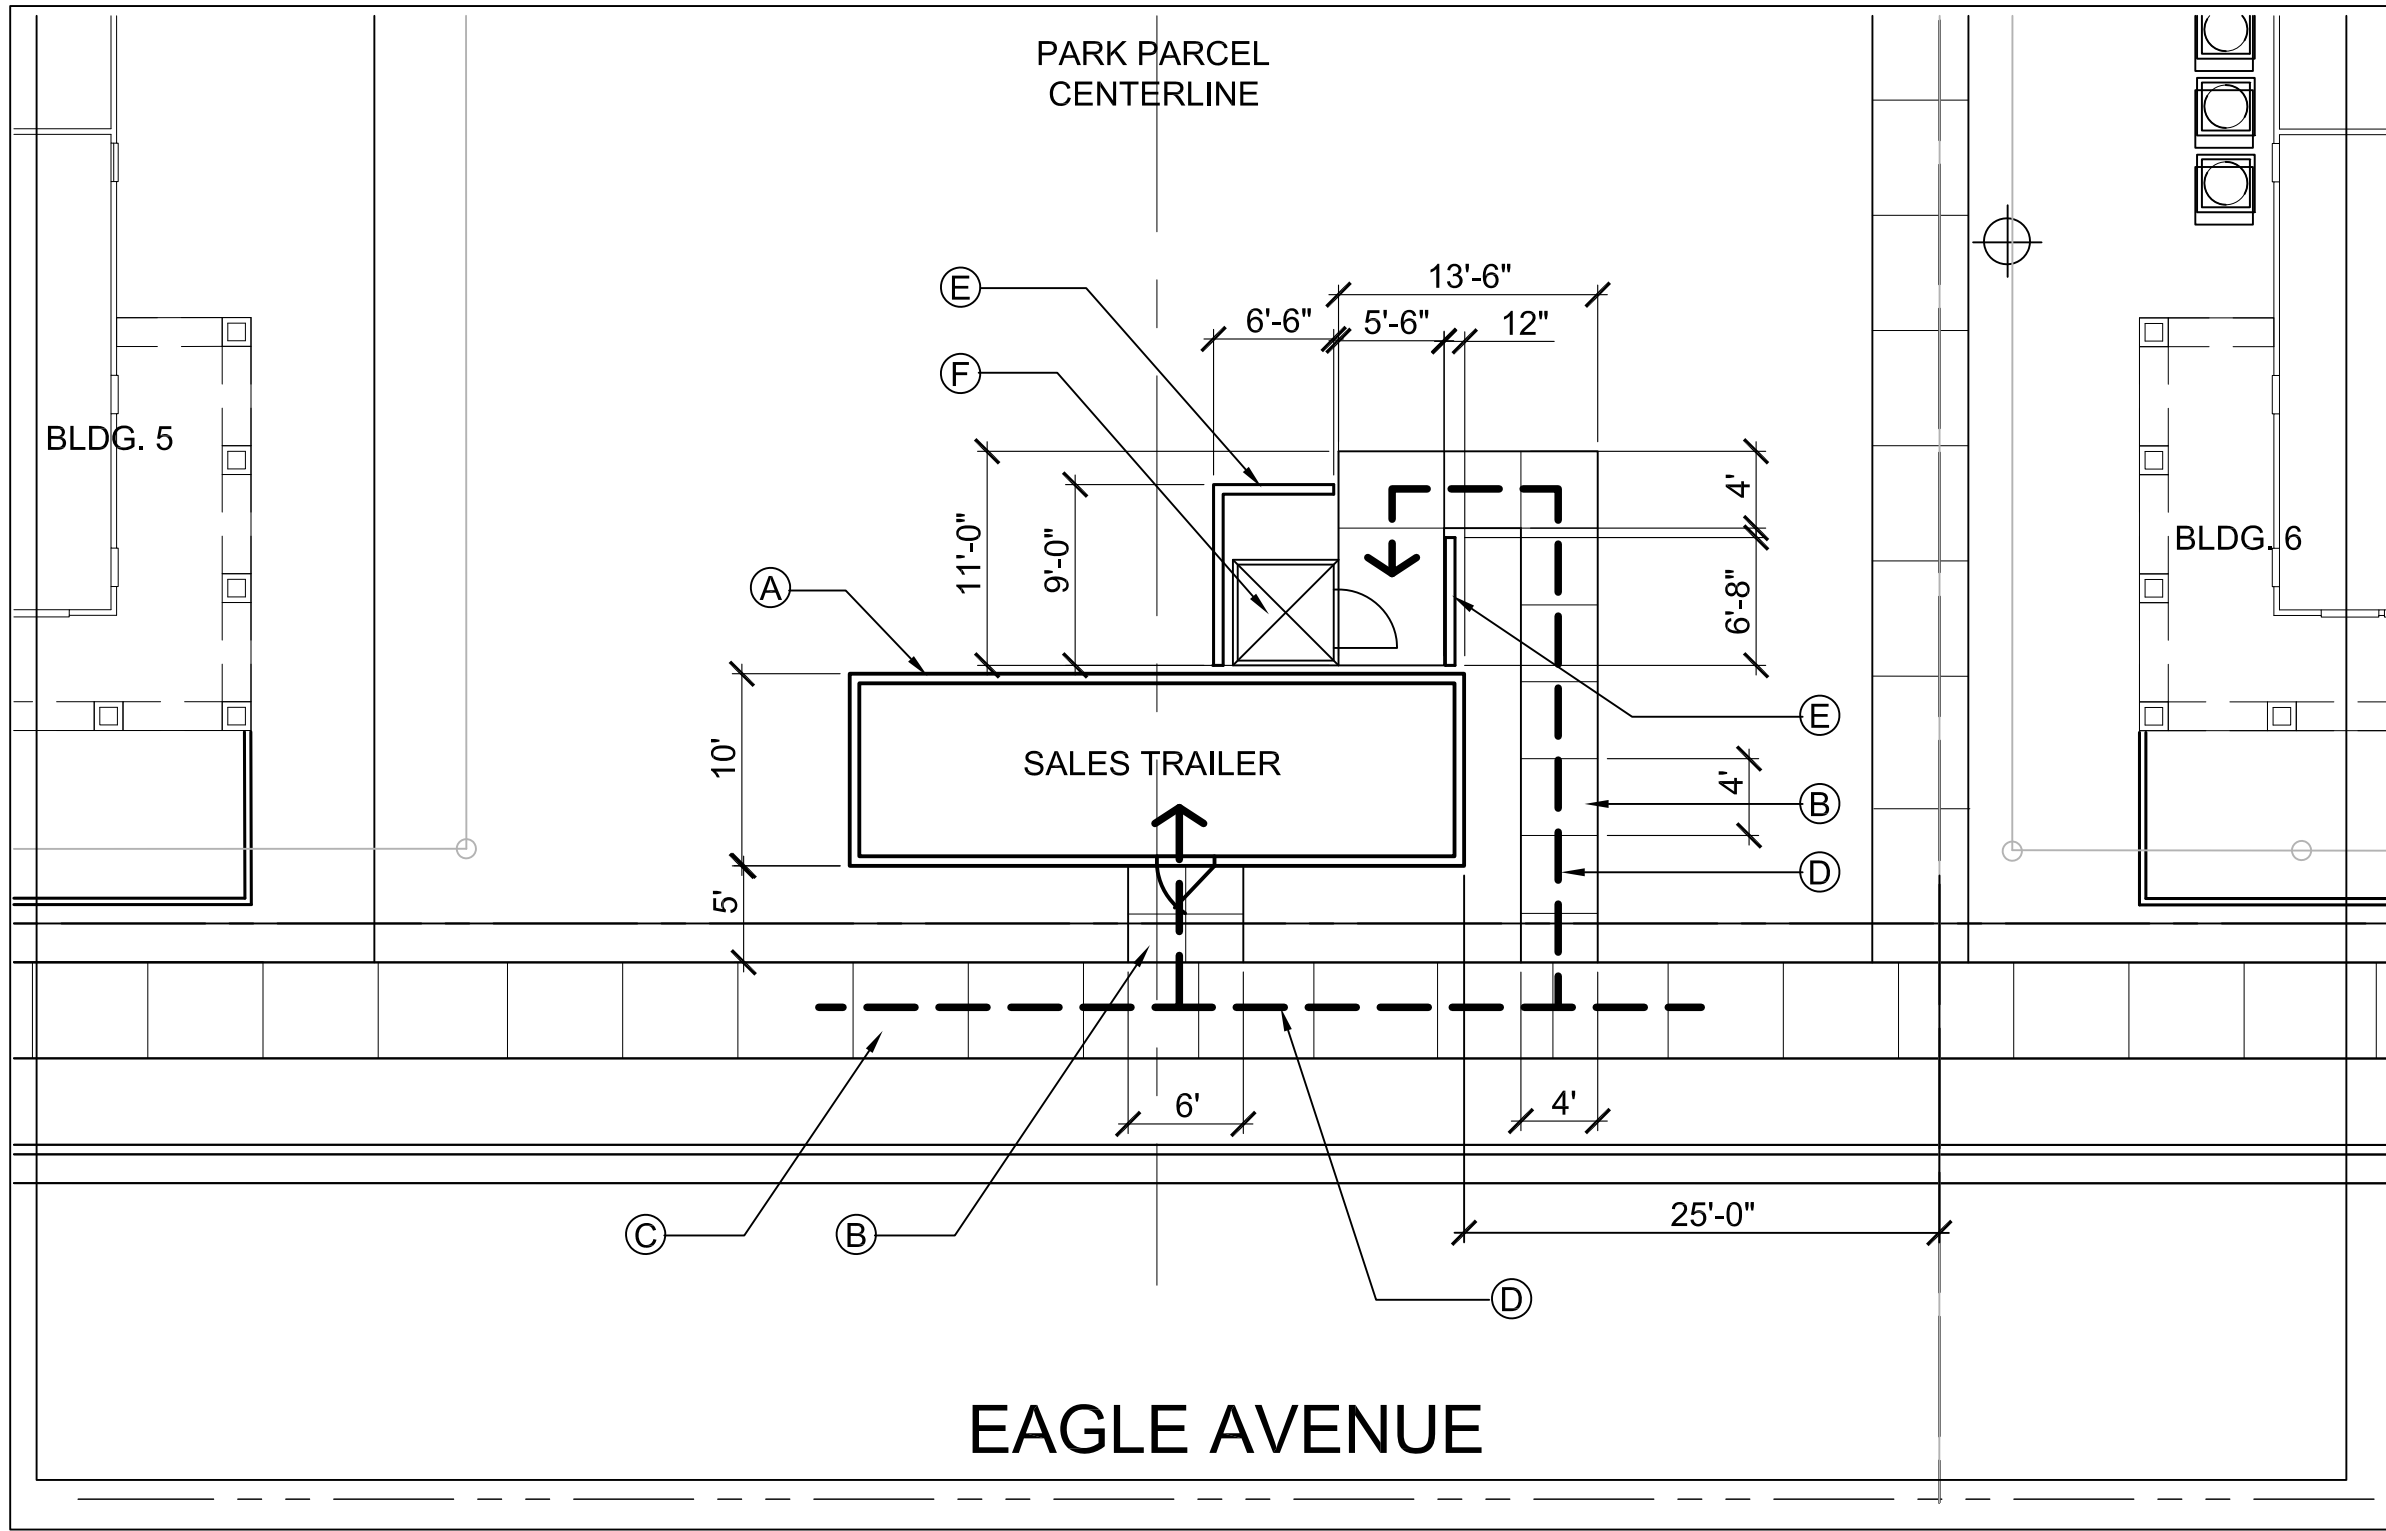 PARK PARCEL
CENTERLINE
E
13'-6"
6'-6"
5'-6"
12"
F
BLDG. 5
4'
11'-0"
9'-0"
BLDG. 6
A
6'-8"
E
10'
SALES TRAILER
4'
B
D
5'
6'
4'
25'-0"
C
B
D
EAGLE AVENUE